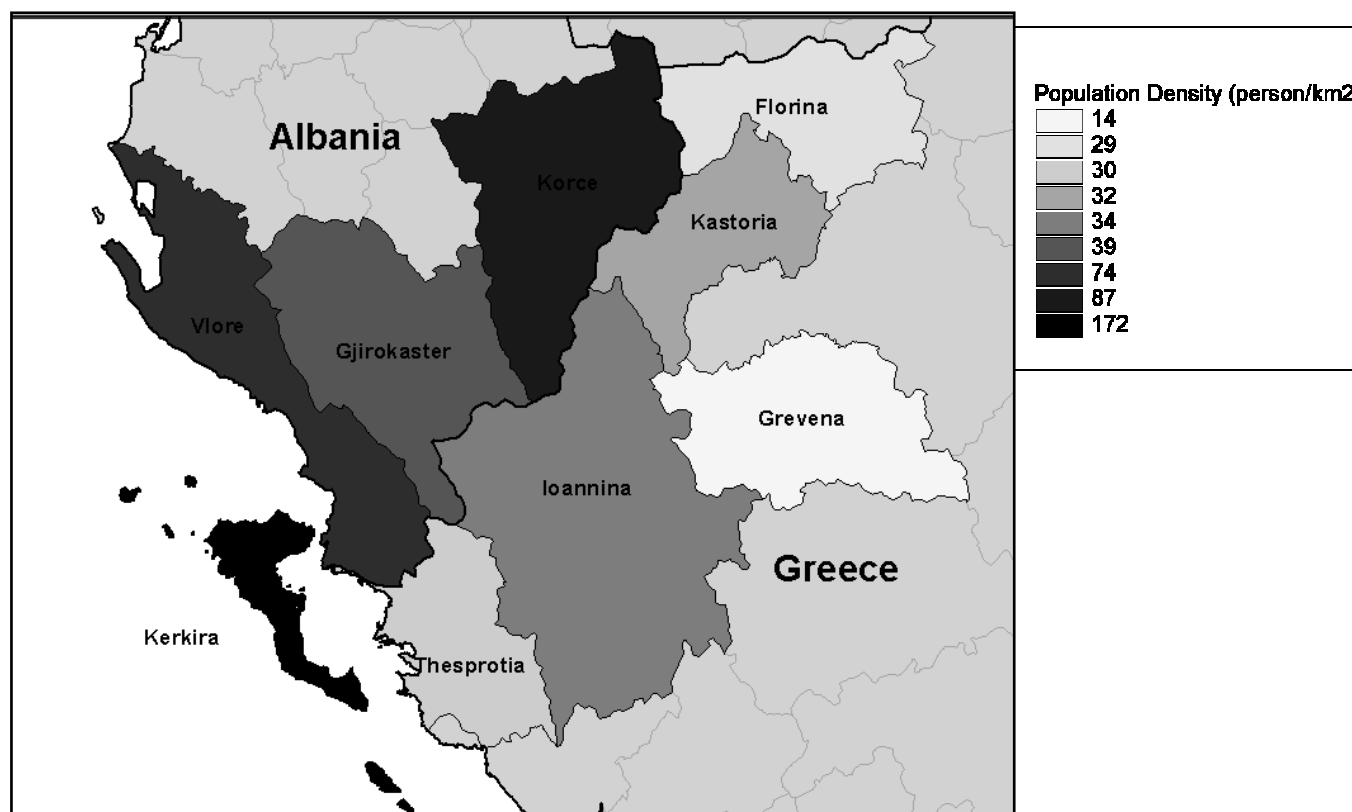 Florina
Albania
Korce
Kastoria
Vlore
Gjirokaster
Grevena
Ioannina
Greece
Kerkira
Thesprotia
Population Density (person/km2
14
29
30
32
34
39
74
87
172